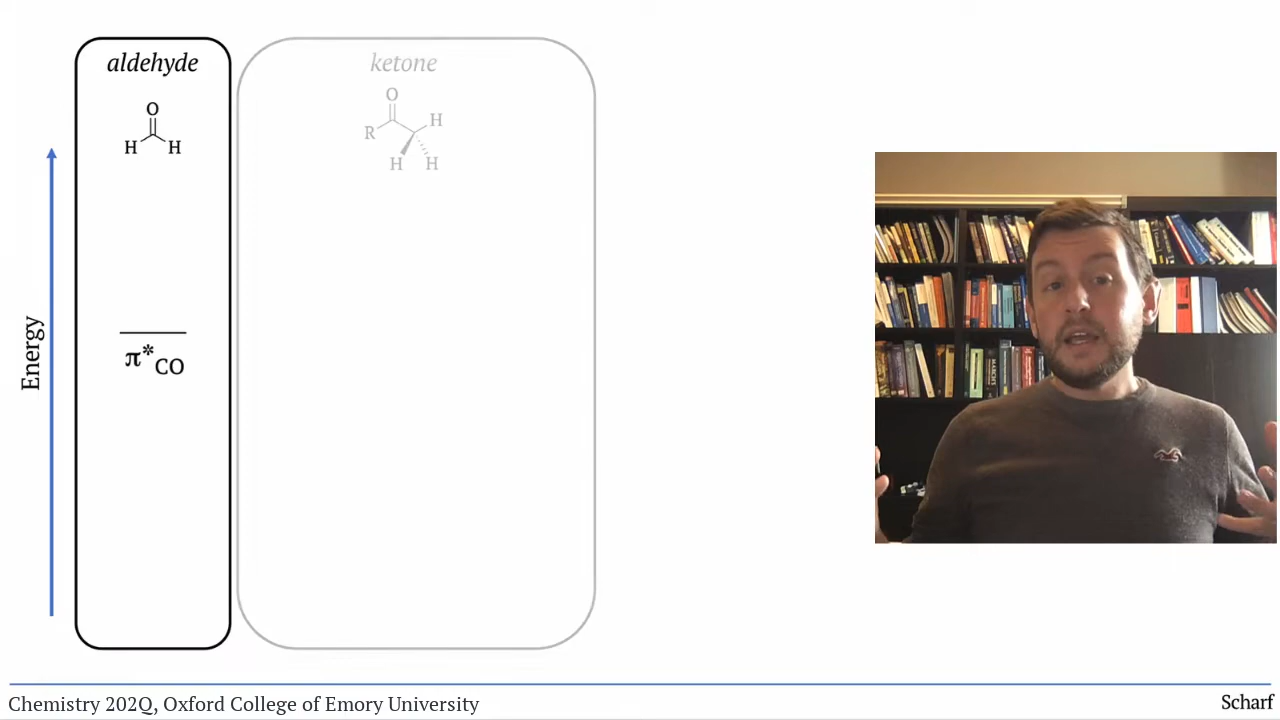 aldehyde
O
H H
ketone
O
R
H
H H
Energy
π*CO
Chemistry 202Q, Oxford College of Emory University
Scharf